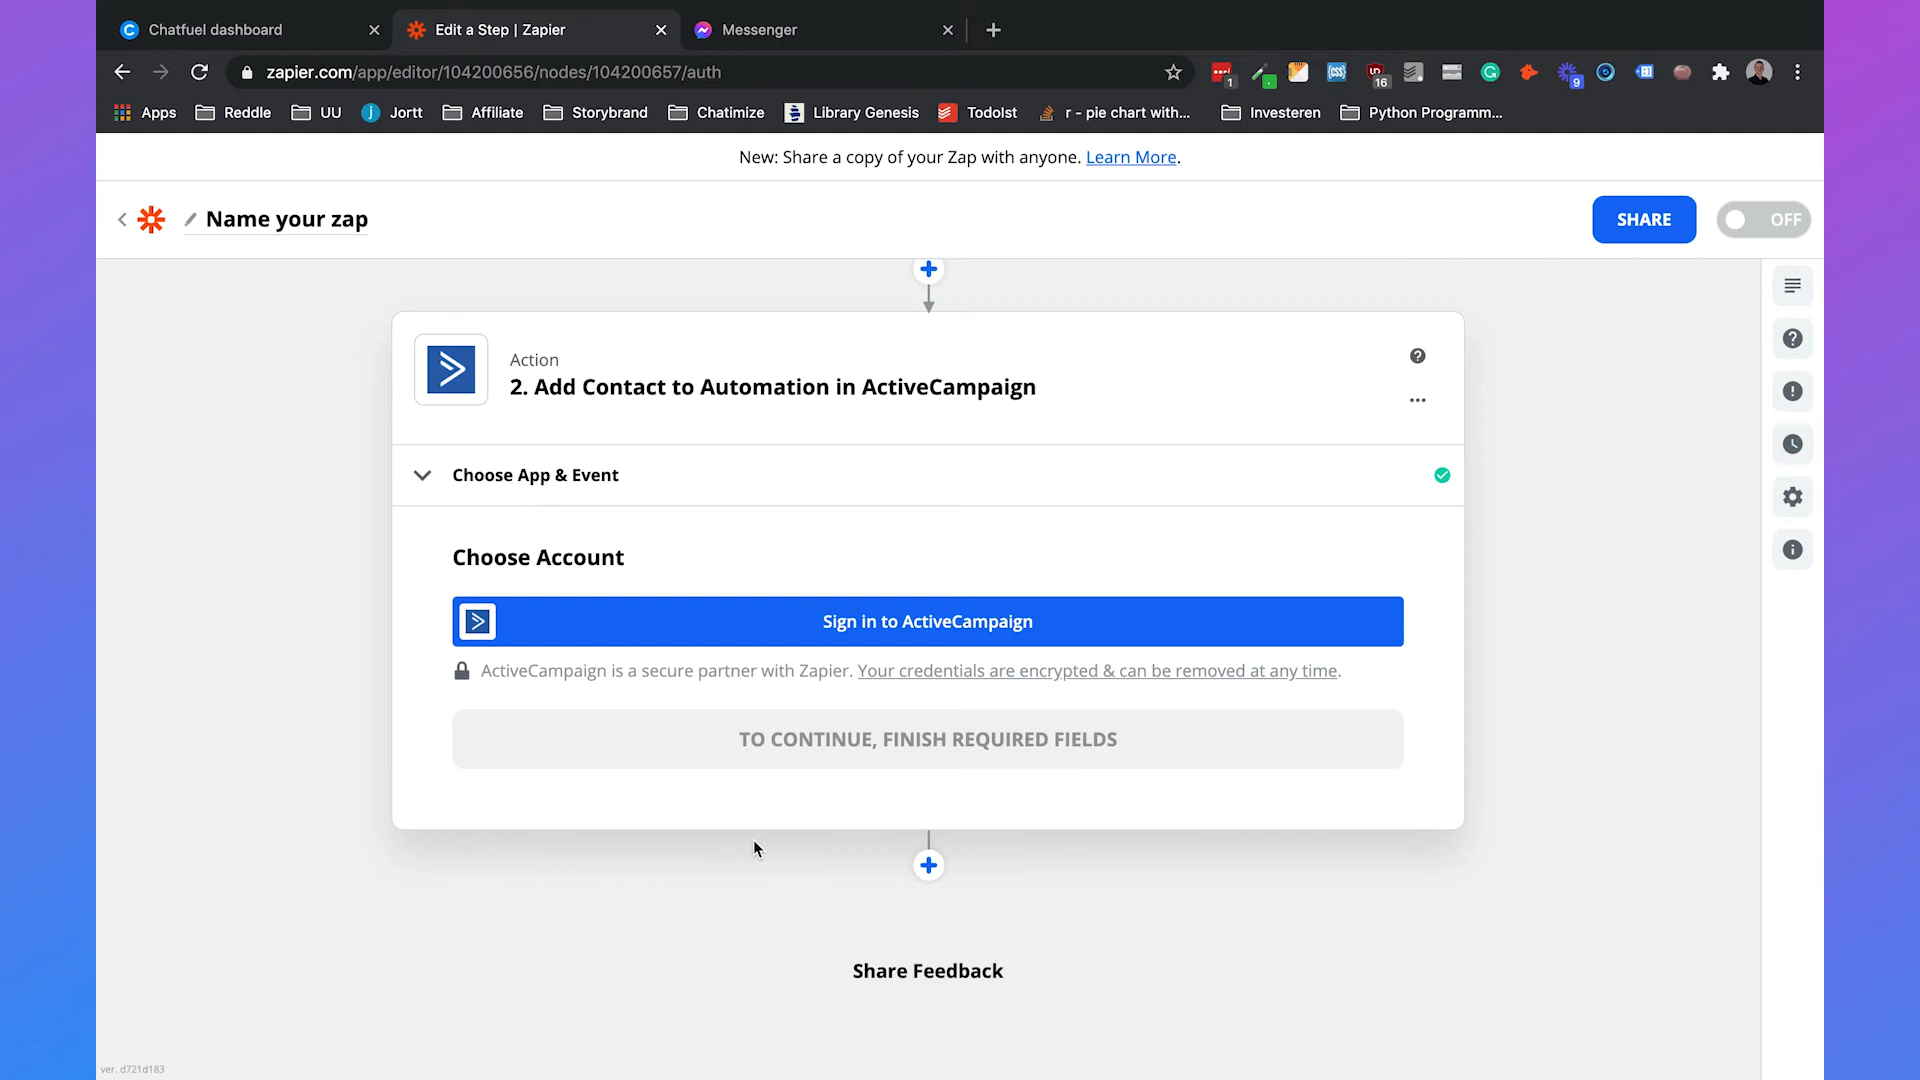 Chatfuel dashboard
Edit a Step | Zapier
Messenger
zapier.com/app/editor/104200656/nodes/104200657/auth
1
16
9
Apps
Reddle
UU
Jortt
Affiliate
Storybrand
Chatimize
Library Genesis
TodoIst
r - pie chart with...
Investeren
Python Programm...
New: Share a copy of your Zap with anyone. Learn More.
Name your zap
SHARE
OFF
Action
2. Add Contact to Automation in ActiveCampaign
Choose App & Event
Choose Account
Sign in to ActiveCampaign
ActiveCampaign is a secure partner with Zapier. Your credentials are encrypted & can be removed at any time.
TO CONTINUE, FINISH REQUIRED FIELDS
Share Feedback
ver. d721d183